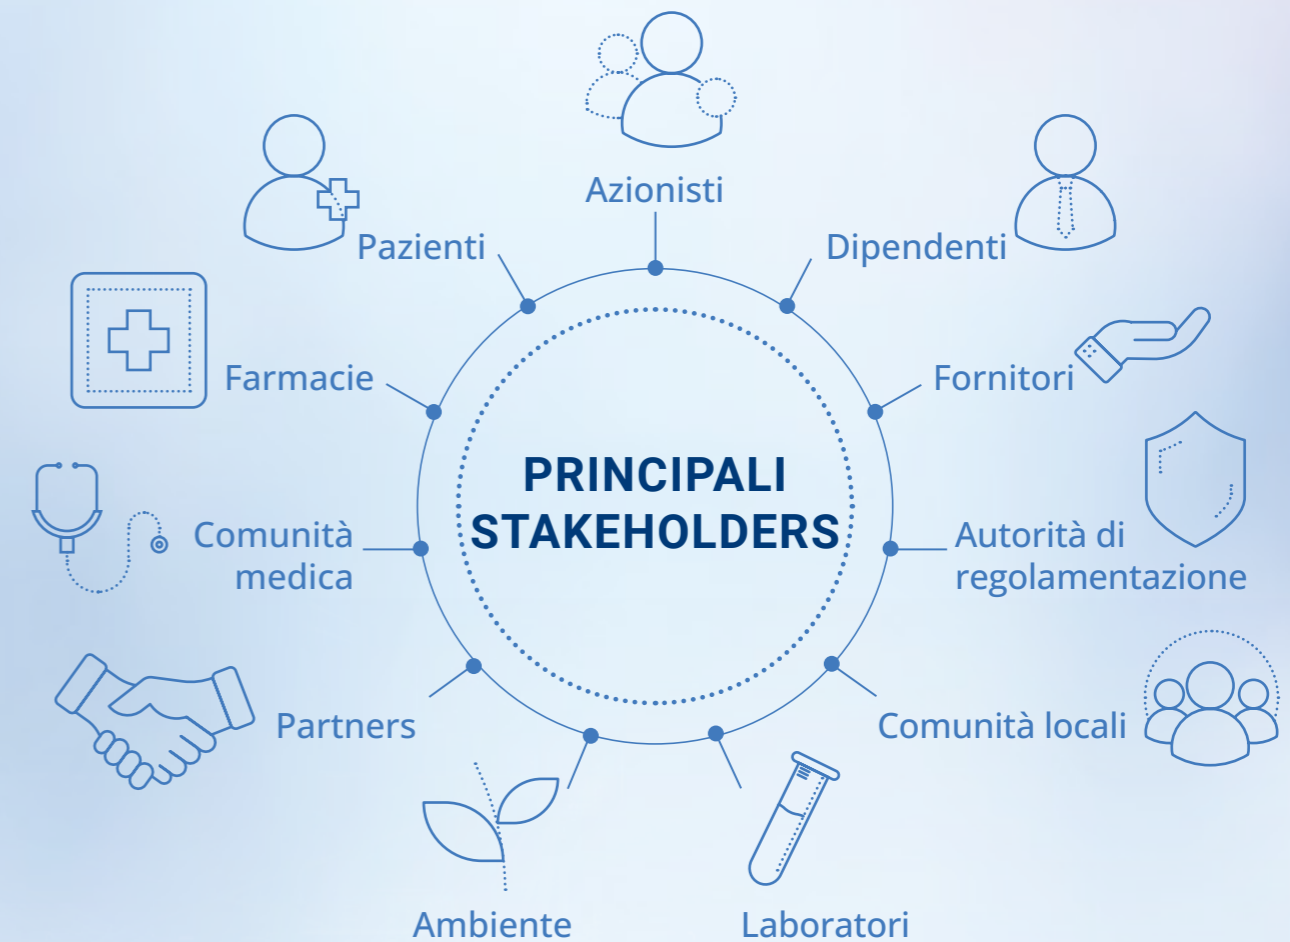 Azionisti
Pazienti
Dipendenti
Farmacie
Fornitori
PRINCIPALI
STAKEHOLDERS
Comunità
medica
Autorità di
regolamentazione
Partners
Comunità locali
Ambiente
Laboratori